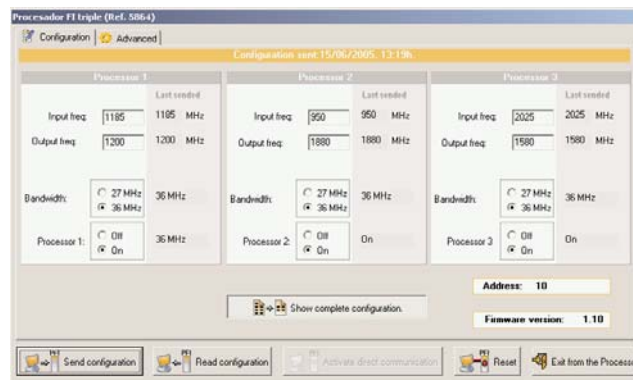 Procesador FI triple (Ref. 5864)
Configuration Advanced
Configuration sent 15/06/2005. 13:19h.
Processor 1
Last sended
Input freq: 1185 1185 MHz
Output freq: 1200 1200 MHz
Bandwidth: 27 MHz 36 MHz 36 MHz
Processor 1: Off On 36 MHz
Processor 2
Last sended
Input freq: 950 950 MHz
Output freq: 1880 1880 MHz
Bandwidth: 27 MHz 36 MHz 36 MHz
Processor 2: Off On On
Processor 3
Last sended
Input freq: 2025 2025 MHz
Output freq: 1580 1580 MHz
Bandwidth: 27 MHz 36 MHz 36 MHz
Processor 3 Off On On
Show complete configuration.
Address: 10
Firmware version: 1.10
Send configuration
Read configuration
Activate direct communication
Reset
Exit from the Process